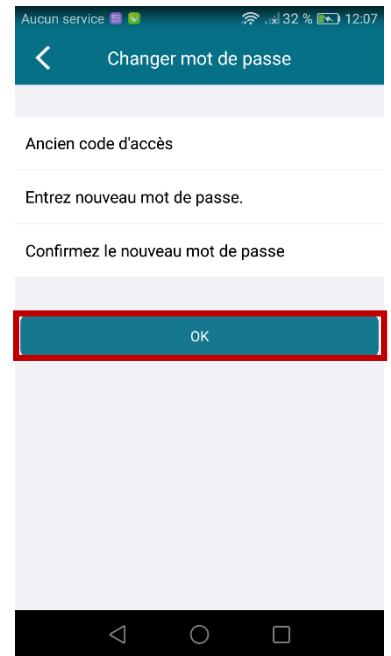 Aucun service 32 % 12:07
Changer mot de passe
Ancien code d'accès
Entrez nouveau mot de passe.
Confirmez le nouveau mot de passe
OK